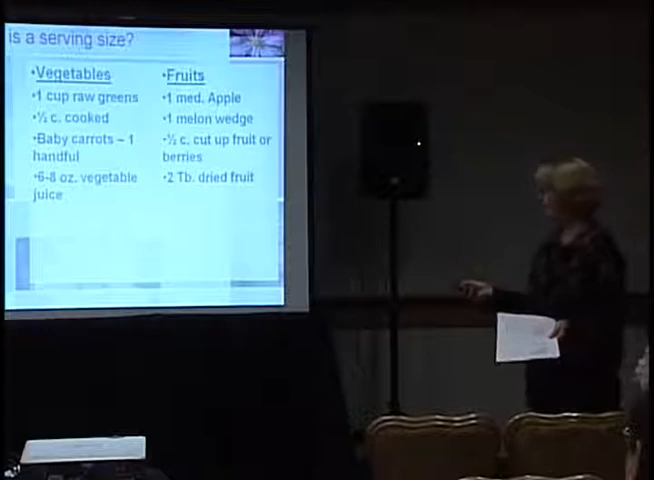 is a serving size?
•Vegetables
•1 cup raw greens
•½ c. cooked
•Baby carrots – 1
handful
•6-8 oz. vegetable
juice
•Fruits
•1 med. Apple
•1 melon wedge
•½ c. cut up fruit or
berries
•2 Tb. dried fruit